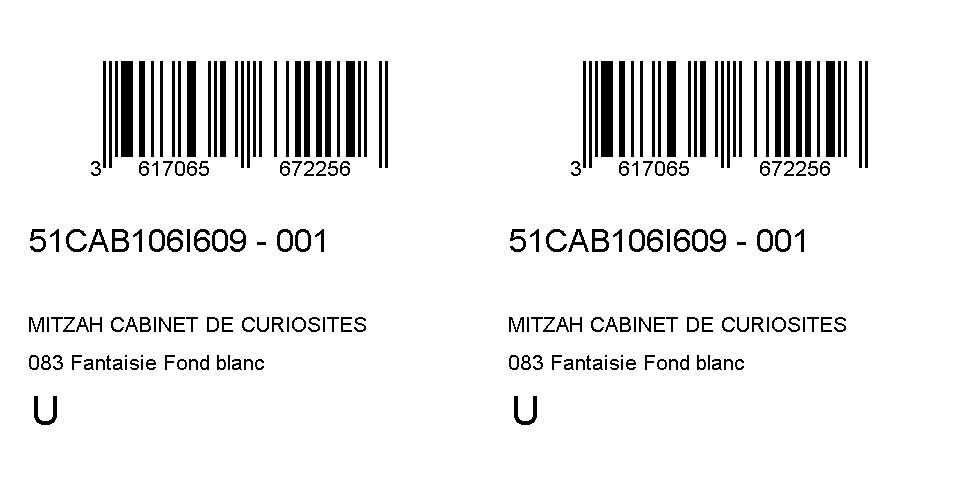 3 617065 672256
51CAB106I609 - 001
MITZAH CABINET DE CURIOSITES
083 Fantaisie Fond blanc
U
3 617065 672256
51CAB106I609 - 001
MITZAH CABINET DE CURIOSITES
083 Fantaisie Fond blanc
U